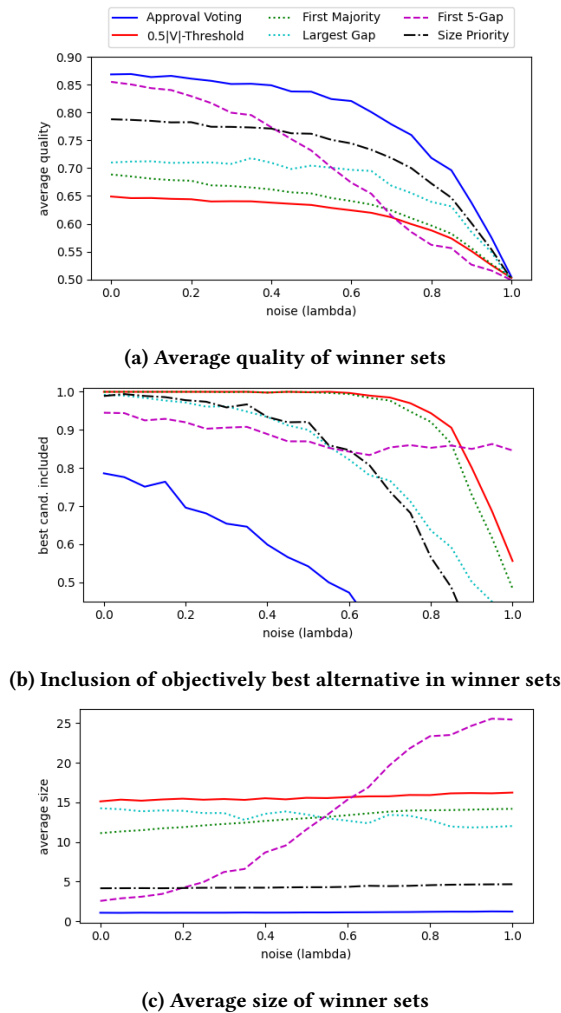 Approval Voting
0.5|V|-Threshold
First Majority
Largest Gap
First 5-Gap
Size Priority
average quality
0.90
0.85
0.80
0.75
0.70
0.65
0.60
0.55
0.50
0.0 0.2 0.4 0.6 0.8 1.0
noise (lambda)
(a) Average quality of winner sets
best cand. included
1.0
0.9
0.8
0.7
0.6
0.5
0.0 0.2 0.4 0.6 0.8 1.0
noise (lambda)
(b) Inclusion of objectively best alternative in winner sets
average size
25
20
15
10
5
0
0.0 0.2 0.4 0.6 0.8 1.0
noise (lambda)
(c) Average size of winner sets